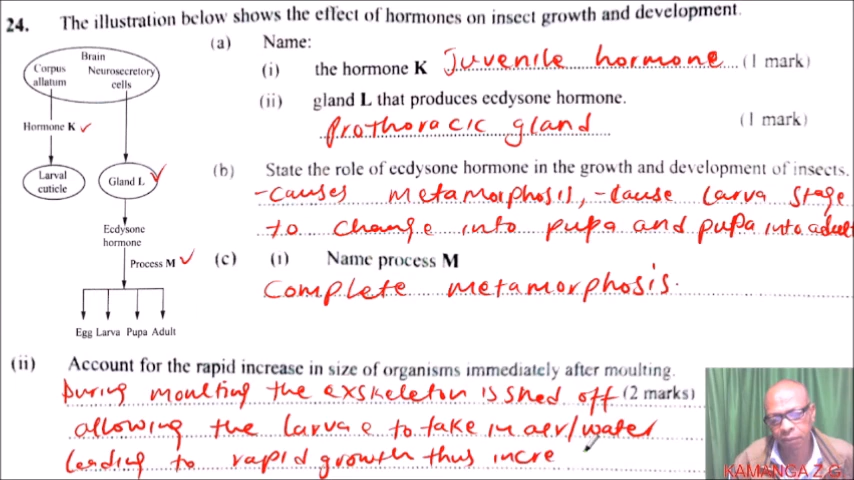 24. The illustration below shows the effect of hormones on insect growth and development.
(a) Name:
(i) the hormone K Juvenile hormone (1 mark)
(ii) gland L that produces ecdysone hormone.
Prothoracic gland (1 mark)
Brain
Corpus allatum
Neurosecretory cells
Hormone K ✓
Larval cuticle
Gland L ✓
Ecdysone hormone
Process M ✓
Egg Larva Pupa Adult
(b) State the role of ecdysone hormone in the growth and development of insects.
-Causes metamorphosis, -Cause larva stage
to change into pupa and pupa into adult
(c) (i) Name process M
Complete metamorphosis.
(ii) Account for the rapid increase in size of organisms immediately after moulting.
During moulting the exskeleton is shed off (2 marks)
allowing the larva e to take in aer/water
leading to rapid growth thus incre
KAMANGA Z.G.